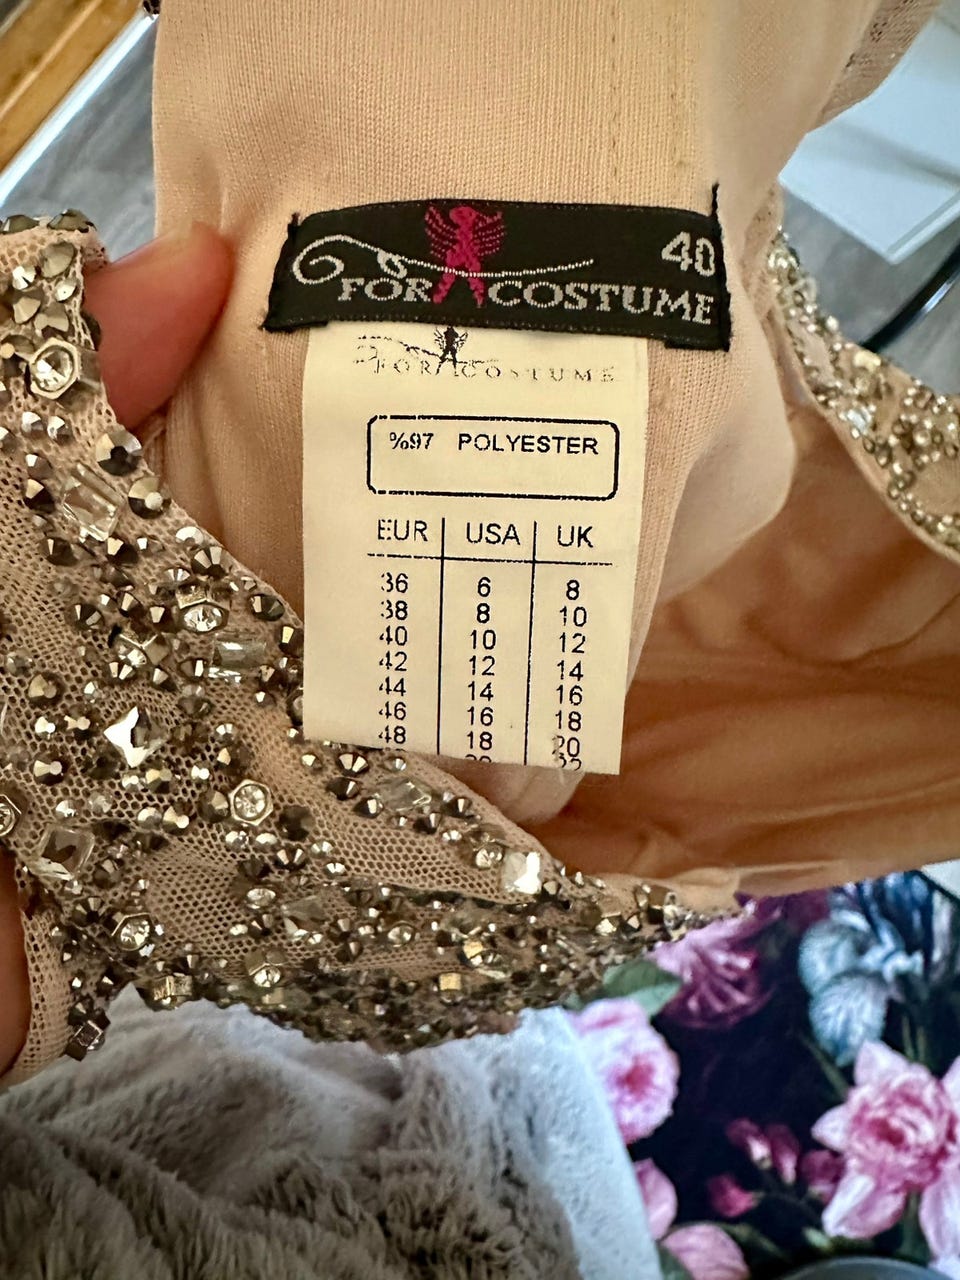 40
FOR COSTUME
FOR COSTUME
%97 POLYESTER
EUR USA UK
36 6 8
38 8 10
40 10 12
42 12 14
44 14 16
46 16 18
48 18 20